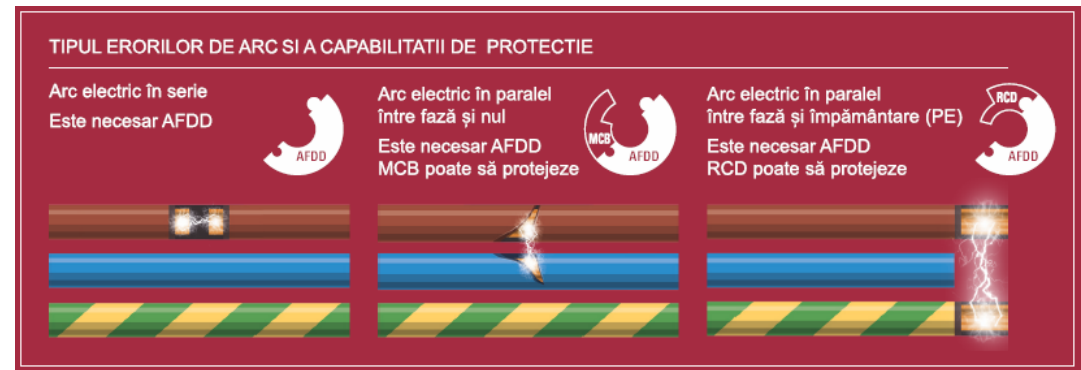 TIPUL ERORILOR DE ARC SI A CAPABILITATII DE PROTECTIE
Arc electric în serie
Este necesar AFDD
AFDD
Arc electric în paralel
între fază și nul
Este necesar AFDD
MCB poate să protejeze
MCB
AFDD
Arc electric în paralel
între fază și împământare (PE)
Este necesar AFDD
RCD poate să protejeze
RCD
AFDD